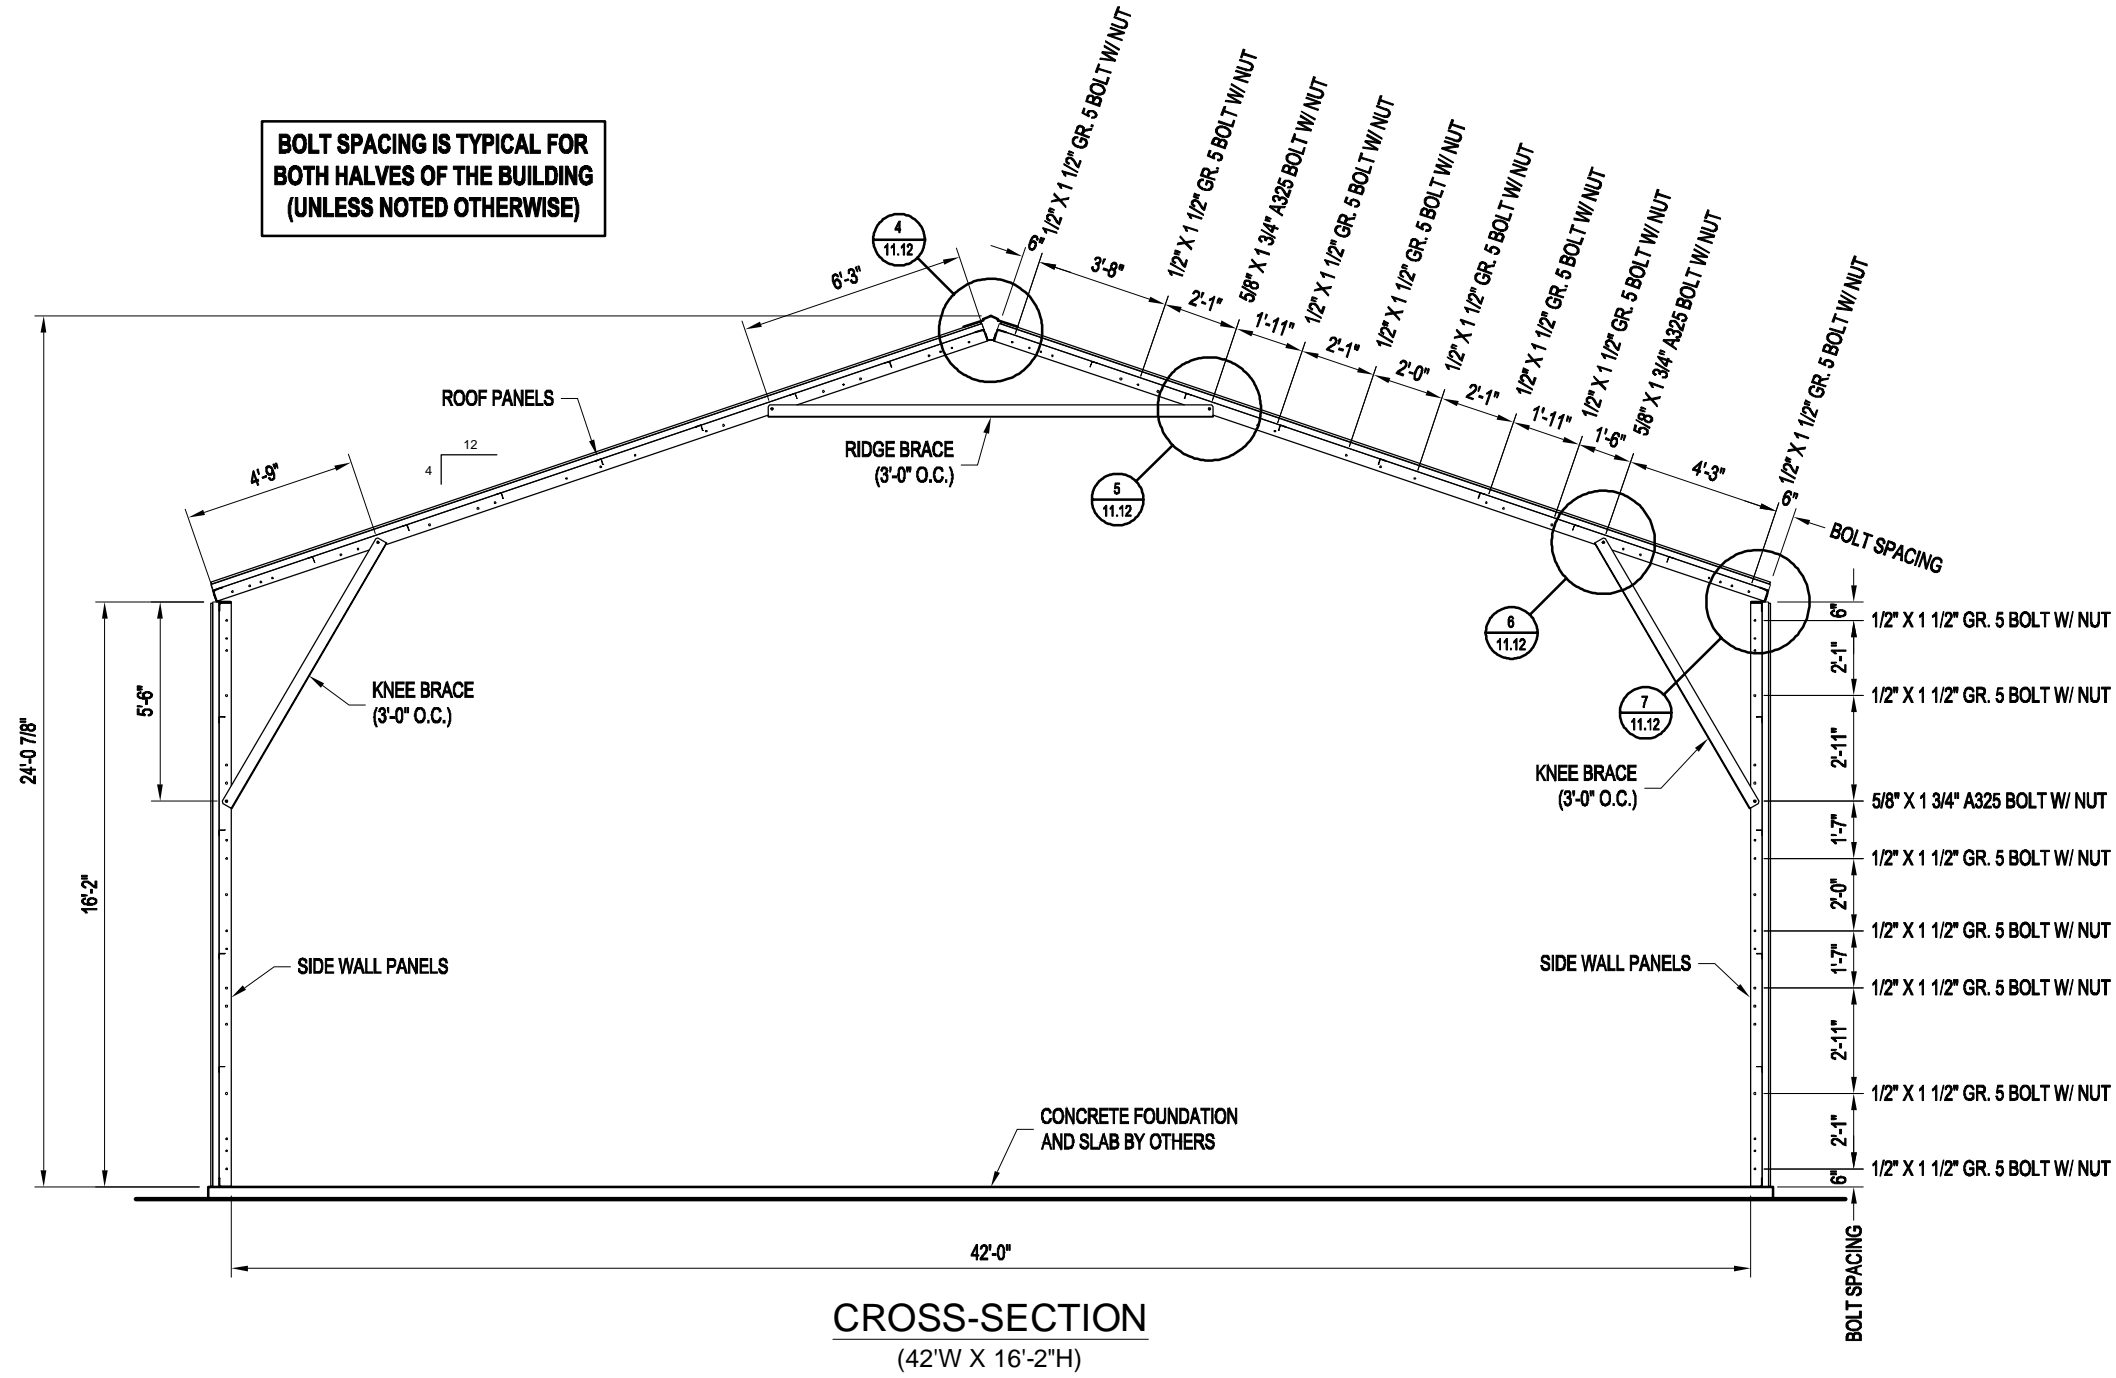 BOLT SPACING IS TYPICAL FOR
BOTH HALVES OF THE BUILDING
(UNLESS NOTED OTHERWISE)
4
11.12
6'-3"
6"
1/2" X 1 1/2" GR. 5 BOLT W/ NUT
3'-8"
1/2" X 1 1/2" GR. 5 BOLT W/ NUT
2'-1"
5/8" X 1 3/4" A325 BOLT W/ NUT
1'-11"
1/2" X 1 1/2" GR. 5 BOLT W/ NUT
2'-1"
1/2" X 1 1/2" GR. 5 BOLT W/ NUT
2'-0"
1/2" X 1 1/2" GR. 5 BOLT W/ NUT
2'-1"
1/2" X 1 1/2" GR. 5 BOLT W/ NUT
1'-11"
1/2" X 1 1/2" GR. 5 BOLT W/ NUT
1'-6"
5/8" X 1 3/4" A325 BOLT W/ NUT
4'-3"
1/2" X 1 1/2" GR. 5 BOLT W/ NUT
6"
BOLT SPACING
ROOF PANELS
12
4
4'-9"
RIDGE BRACE
(3'-0" O.C.)
5
11.12
6
11.12
7
11.12
24'-0 7/8"
16'-2"
5'-6"
KNEE BRACE
(3'-0" O.C.)
KNEE BRACE
(3'-0" O.C.)
SIDE WALL PANELS
SIDE WALL PANELS
6"
1/2" X 1 1/2" GR. 5 BOLT W/ NUT
2'-1"
1/2" X 1 1/2" GR. 5 BOLT W/ NUT
2'-11"
5/8" X 1 3/4" A325 BOLT W/ NUT
1'-7"
1/2" X 1 1/2" GR. 5 BOLT W/ NUT
2'-0"
1/2" X 1 1/2" GR. 5 BOLT W/ NUT
1'-7"
1/2" X 1 1/2" GR. 5 BOLT W/ NUT
2'-11"
1/2" X 1 1/2" GR. 5 BOLT W/ NUT
2'-1"
1/2" X 1 1/2" GR. 5 BOLT W/ NUT
6"
BOLT SPACING
CONCRETE FOUNDATION
AND SLAB BY OTHERS
42'-0"
CROSS-SECTION
(42'W X 16'-2"H)